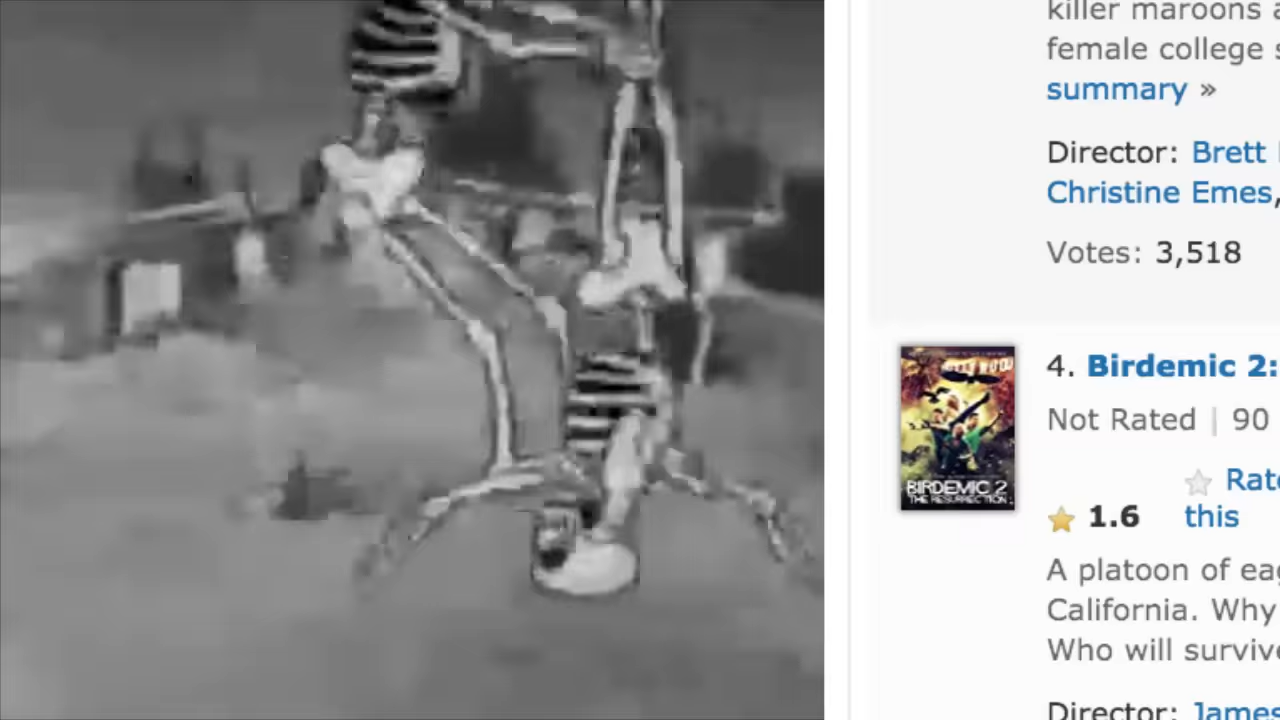 killer maroons a
female college s
summary »
Director: Brett
Christine Emes,
Votes: 3,518
4. Birdemic 2:
Not Rated | 90
Rate
this
1.6
A platoon of eag
California. Why
Who will survive
Director: James
BIRDEMIC 2
THE RESURRECTION